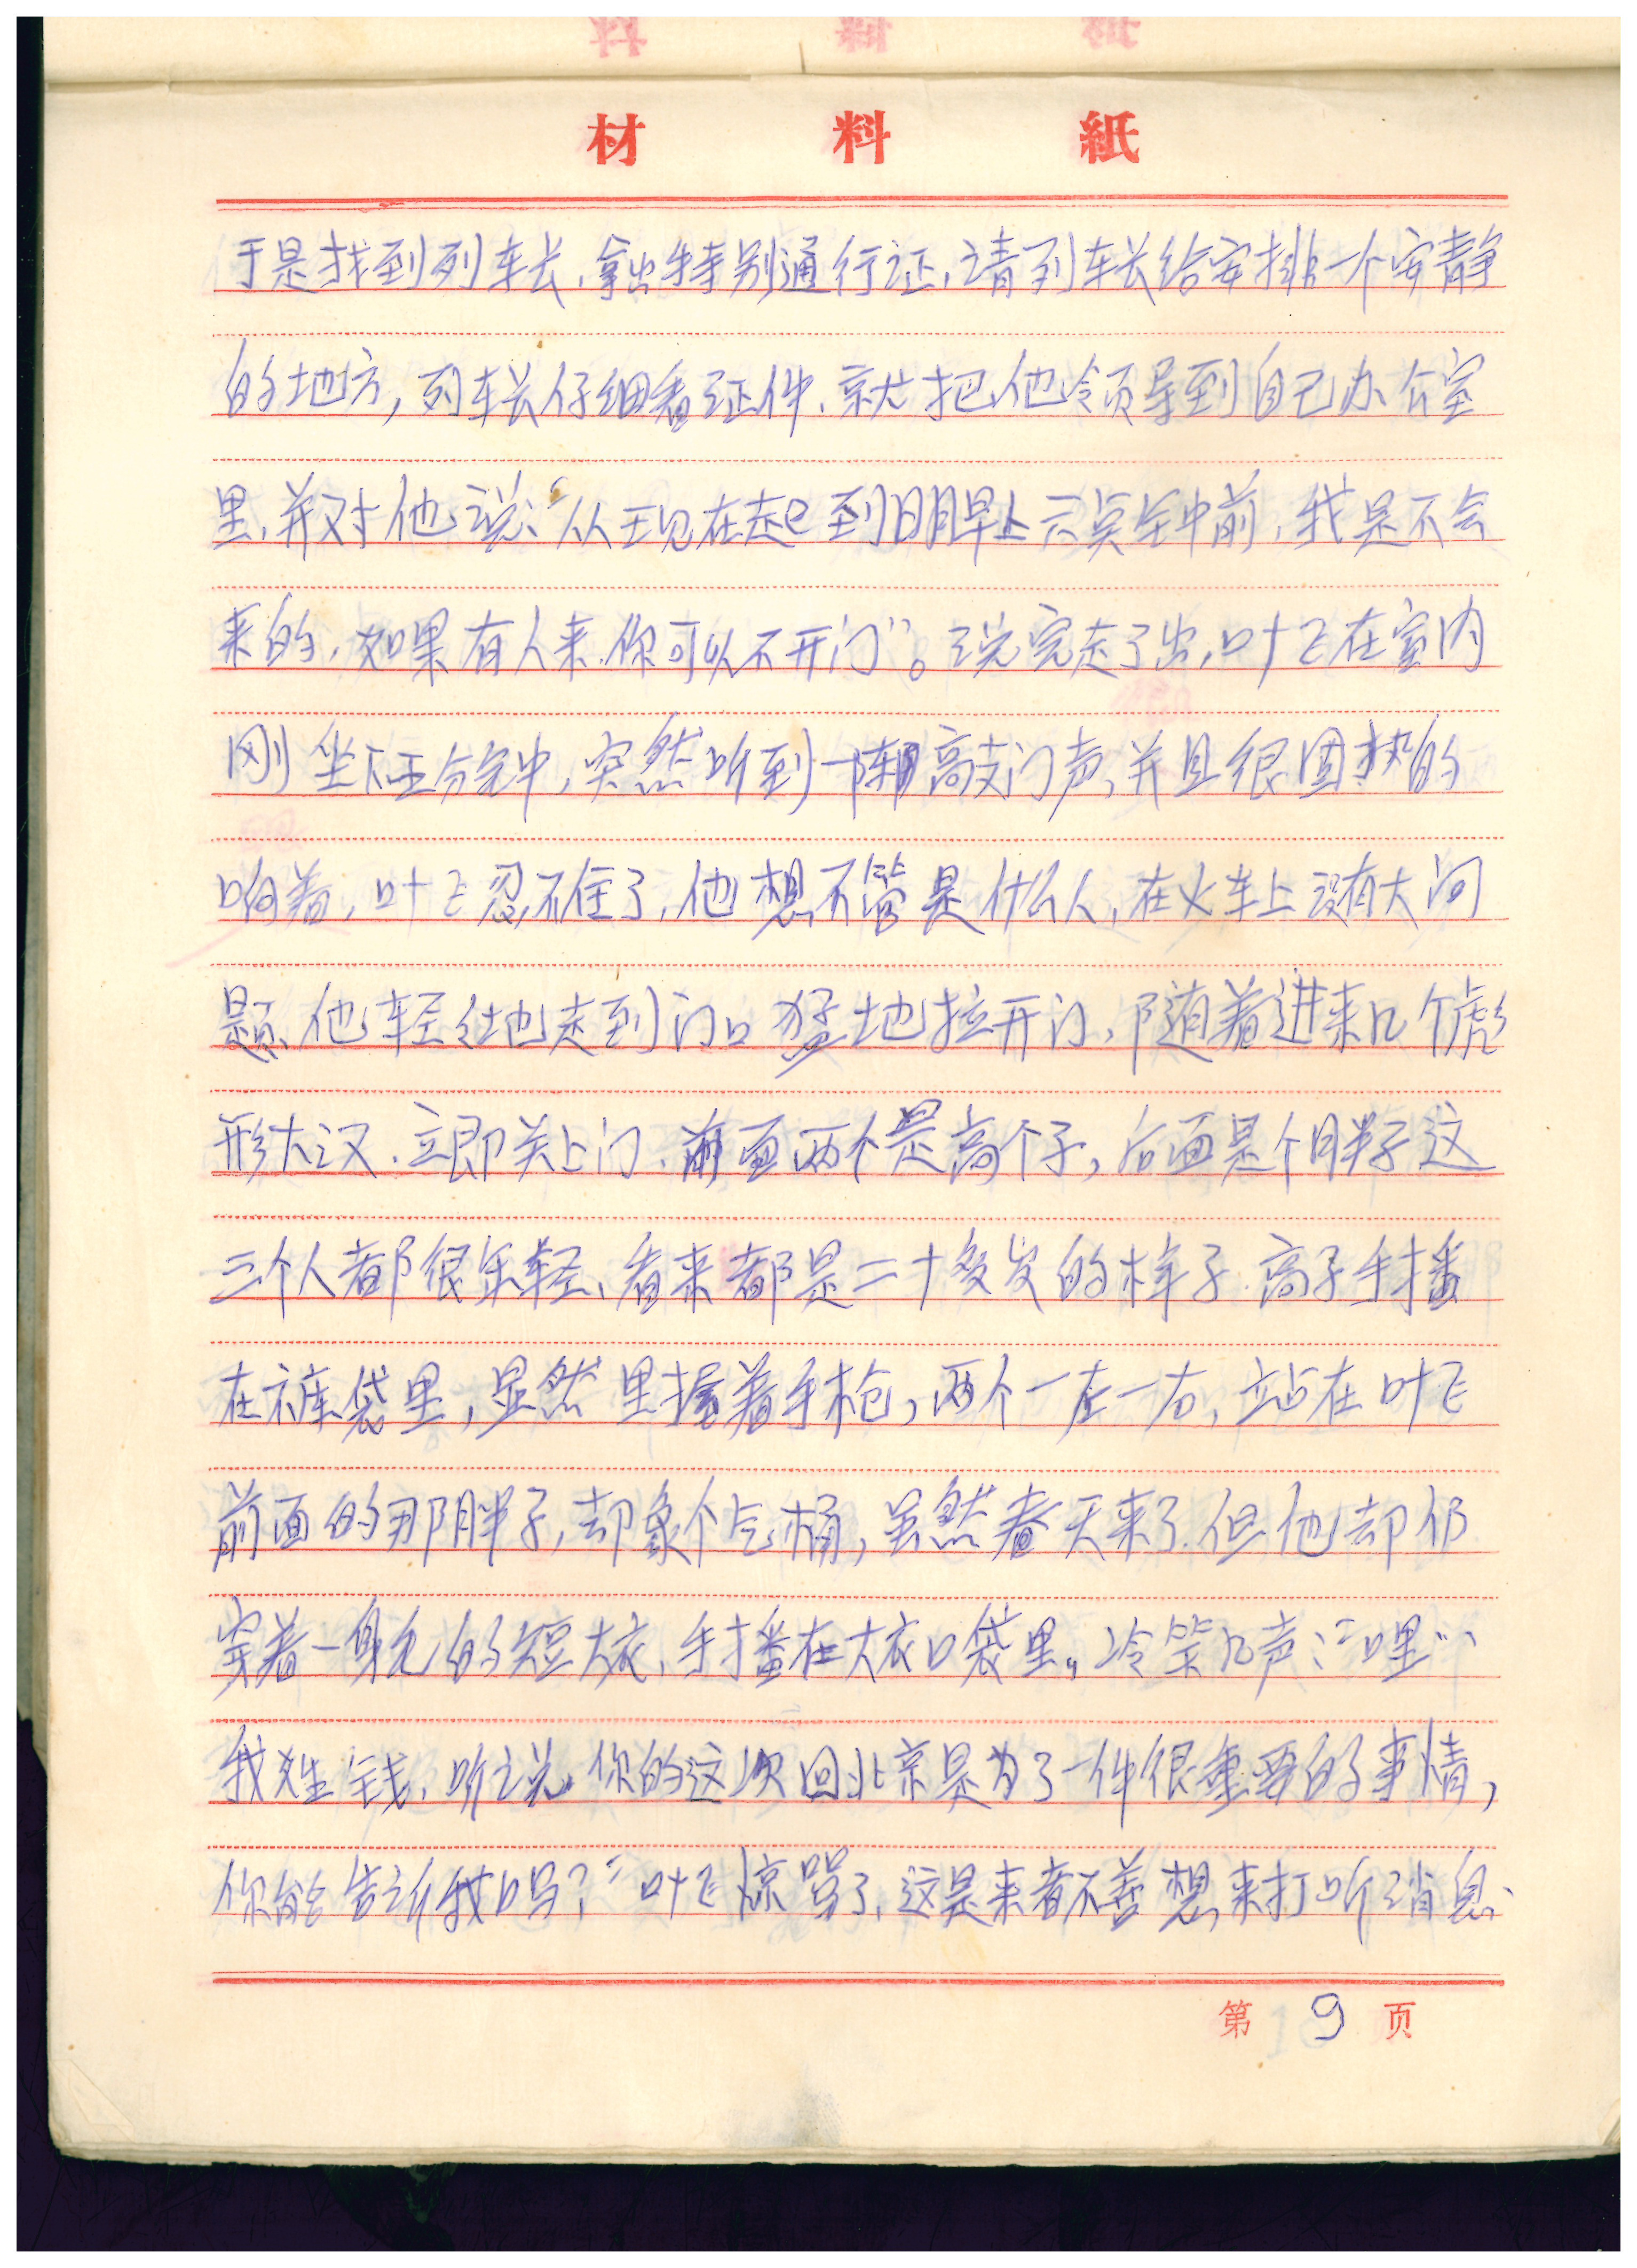 材料紙
于是找到列车长,拿出特别通行证,请列车长给安排一个安静
的地方,列车长仔细看证件、就把他领导到自己办公室
里,并对他说:“从现在起到明早上六点钟前,我是不会
来的,如果有人来、你可以不开门”。说完走了出,叶飞在室内
刚坐下五分钟,突然听到一阵敲门声,并且很固执的
响着,叶飞忍不住了,他想不管是什么人,在火车上没有大问
题、他轻轻地走到门口猛地拉开门,随着进来几个彪
形大汉.立即关上门、前面两个是高个子,后面是个胖子这
三个人都很年轻、看来都是二十多岁的样子.高子手插
在裤袋里,显然里握着手枪,两个一左一右,站在叶飞
前面的那胖子,却象个气桶,虽然春天来了.但他却仍
穿着一身毛的短大衣,手插在大衣口袋里,冷笑几声:“哩…
我姓钱,听说你的这次回北京是为了一件很重要的事情,
你能告诉我吗?”叶飞惊骂了,这是来者不善想来打听消息、
第9页